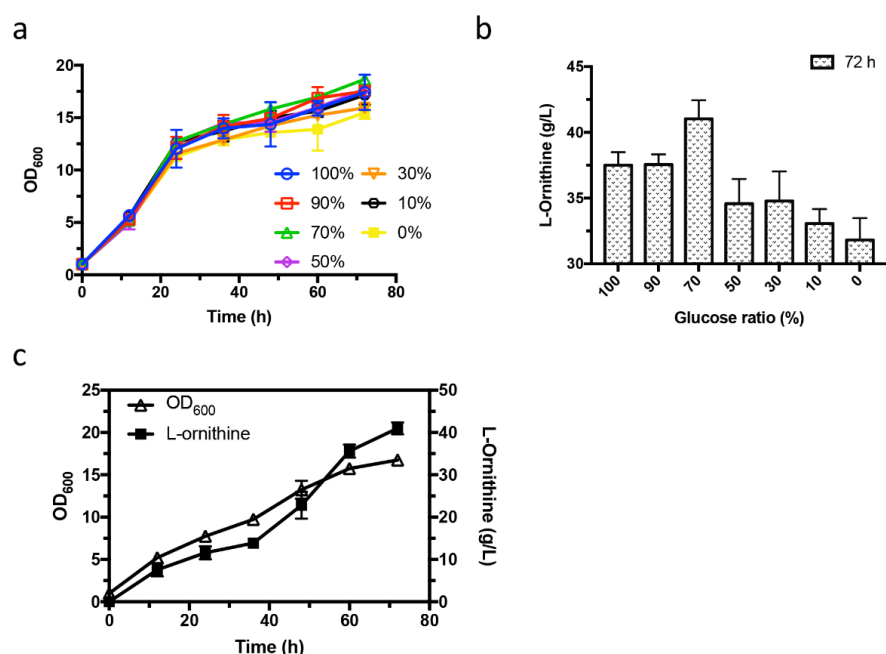 a
20
15
10
5
0
OD600
0 20 40 60 80
Time (h)
100%
90%
70%
50%
30%
10%
0%
b
72 h
45
40
35
30
L-Ornithine (g/L)
100 90 70 50 30 10 0
Glucose ratio (%)
c
OD600
L-ornithine
25
20
15
10
5
0
OD600
50
40
30
20
10
0
L-Ornithine (g/L)
0 20 40 60 80
Time (h)